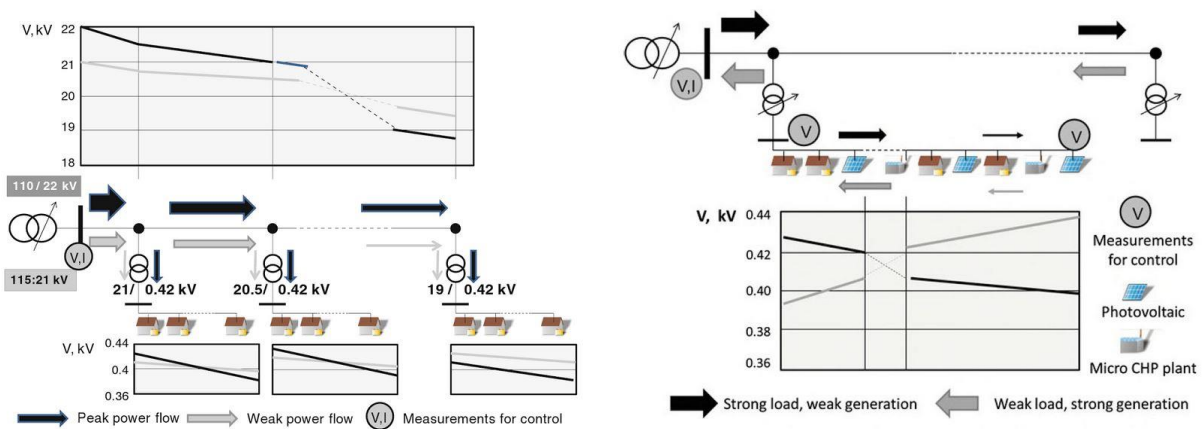 V, kV
22
21
20
19
18
110 / 22 kV
V,I
115:21 kV
21/ 0.42 kV
20.5/ 0.42 kV
19 / 0.42 kV
V, kV
0.44
0.4
0.36
Peak power flow
Weak power flow
V,I
Measurements for control
V,I
V
V
V, kV
0.44
0.42
0.40
0.38
0.36
V
Measurements
for control
Photovoltaic
Micro CHP plant
Strong load, weak generation
Weak load, strong generation